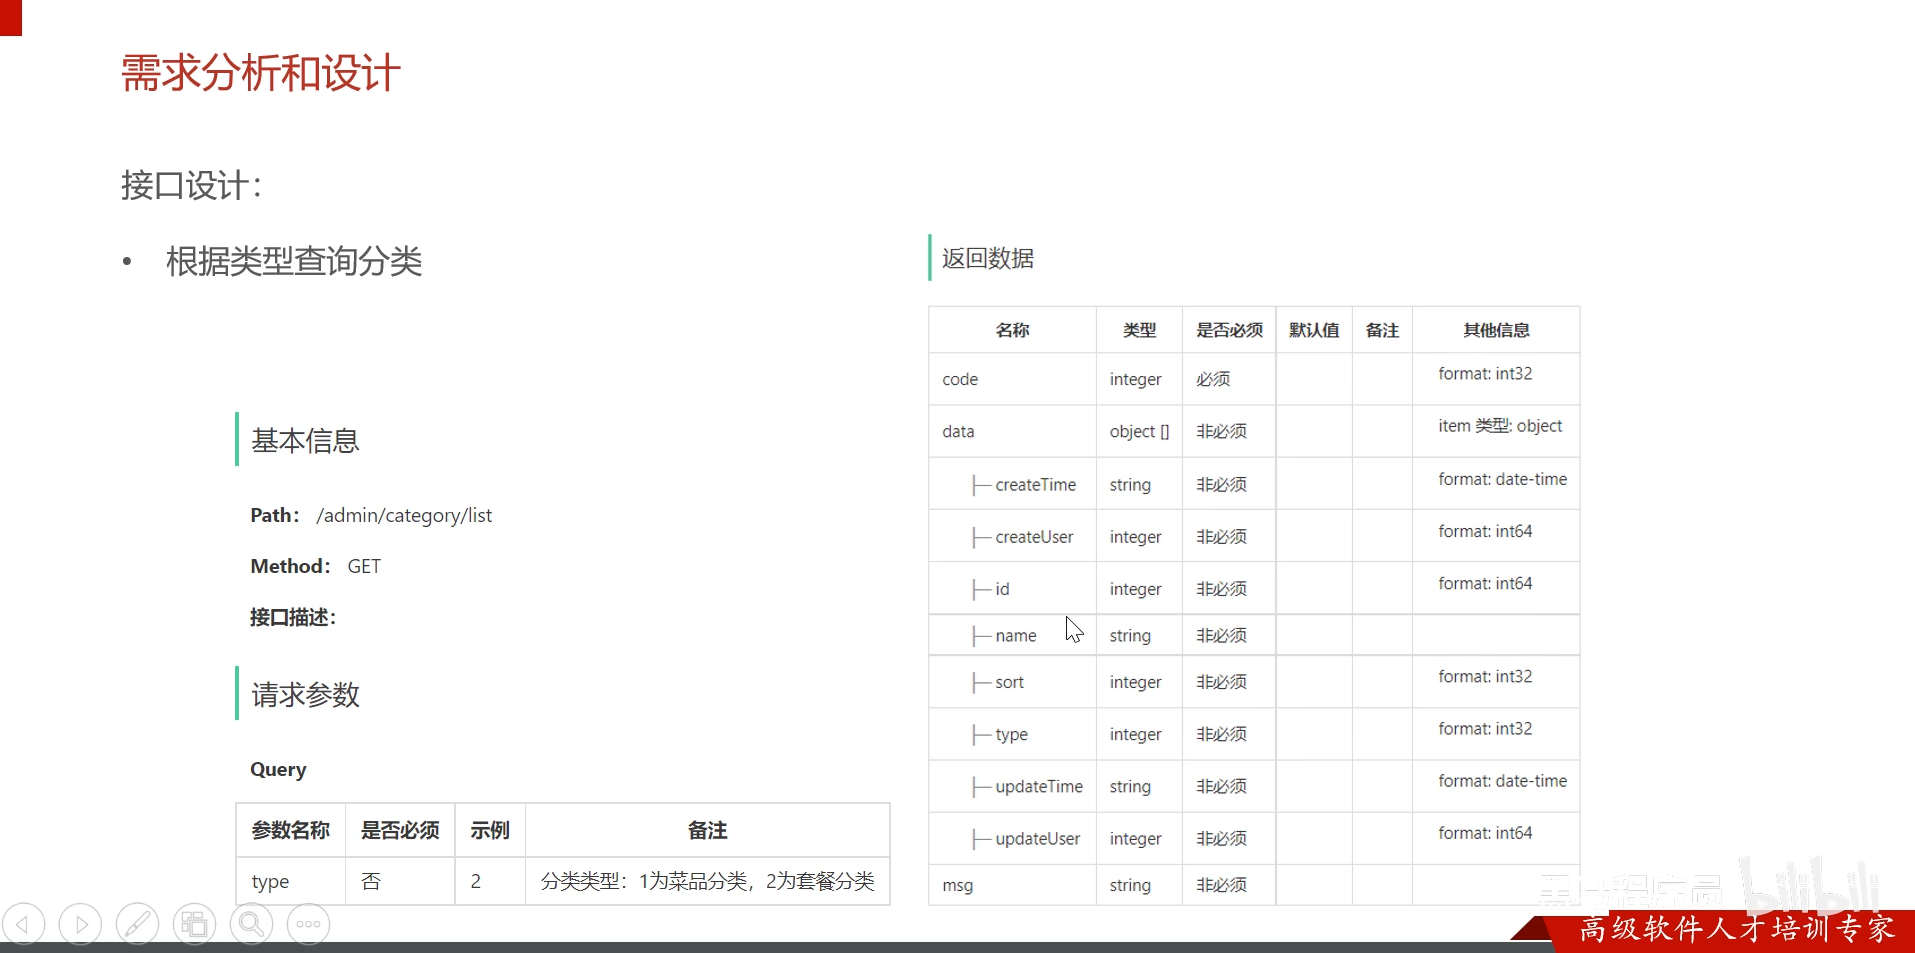 需求分析和设计
接口设计：
• 根据类型查询分类
基本信息
Path： /admin/category/list
Method： GET
接口描述：
请求参数
Query
参数名称 是否必须 示例 备注
type 否 2 分类类型：1为菜品分类，2为套餐分类
返回数据
名称 类型 是否必须 默认值 备注 其他信息
code integer 必须 format: int32
data object [] 非必须 item 类型: object
├─ createTime string 非必须 format: date-time
├─ createUser integer 非必须 format: int64
├─ id integer 非必须 format: int64
├─ name string 非必须
├─ sort integer 非必须 format: int32
├─ type integer 非必须 format: int32
├─ updateTime string 非必须 format: date-time
├─ updateUser integer 非必须 format: int64
msg string 非必须
黑马程序员 bilibili
高级软件人才培训专家